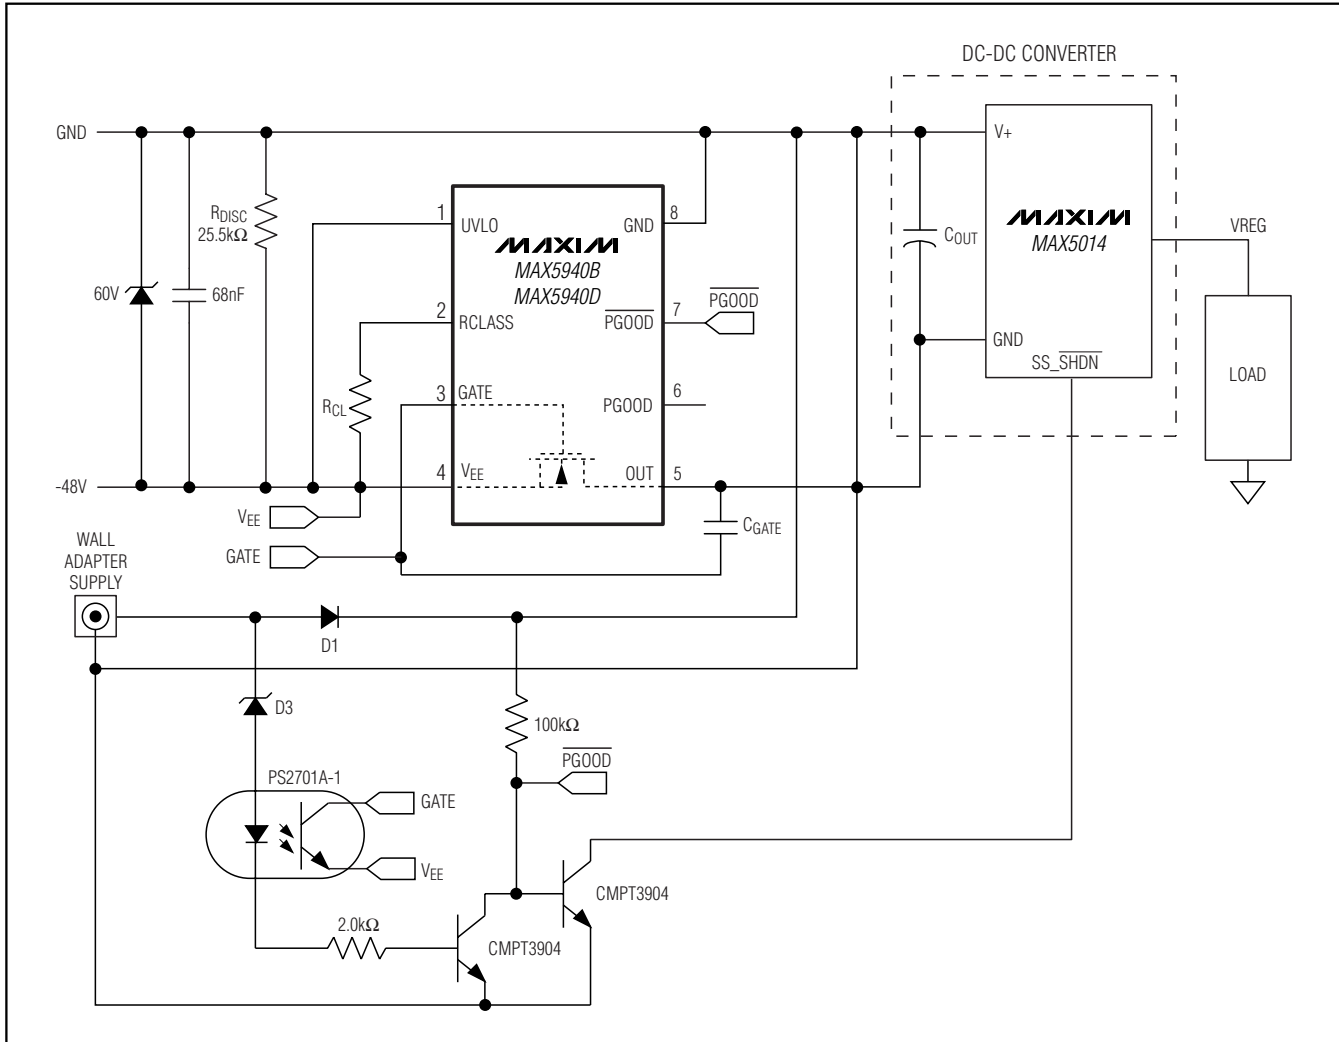 DC-DC CONVERTER
GND
V+
RDISC
25.5kΩ
1
UVLO
GND
8
MAXIM
MAX5940B
MAX5940D
MAXIM
MAX5014
COUT
VREG
60V
68nF
2
RCLASS
PGOOD
7
PGOOD
GND
SS_SHDN
LOAD
RCL
3
GATE
PGOOD
6
-48V
4
VEE
OUT
5
VEE
CGATE
GATE
WALL
ADAPTER
SUPPLY
D1
D3
100kΩ
PGOOD
PS2701A-1
GATE
VEE
CMPT3904
2.0kΩ
CMPT3904